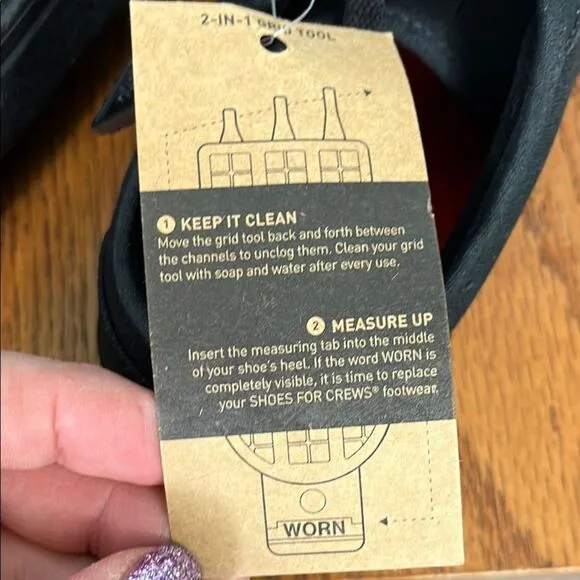 2-IN-1 GRID TOOL
1 KEEP IT CLEAN
Move the grid tool back and forth between
the channels to unclog them. Clean your grid
tool with soap and water after every use.
2 MEASURE UP
Insert the measuring tab into the middle
of your shoe's heel. If the word WORN is
completely visible, it is time to replace
your SHOES FOR CREWS® footwear.
WORN